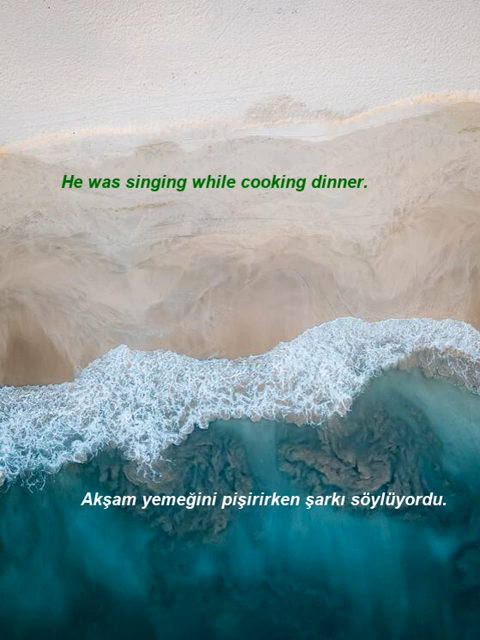 He was singing while cooking dinner.
Akşam yemeğini pişirirken şarkı söylüyordu.